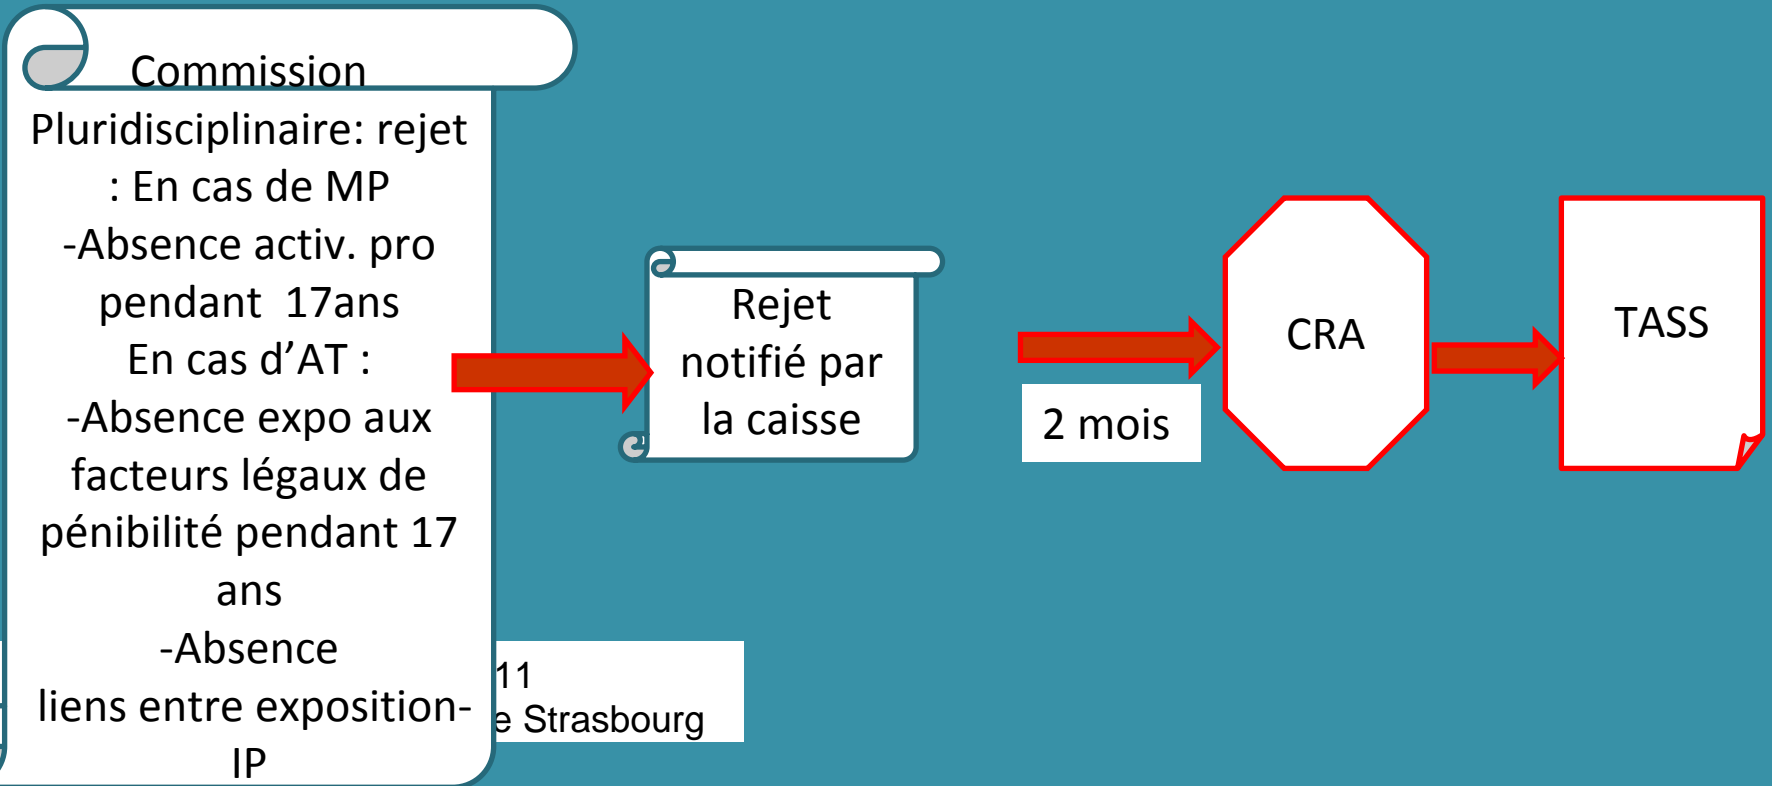 Commission
Pluridisciplinaire: rejet
: En cas de MP
-Absence activ. pro
pendant 17ans
En cas d’AT :
-Absence expo aux
facteurs légaux de
pénibilité pendant 17
ans
-Absence
liens entre exposition-
IP
Rejet
notifié par
la caisse
2 mois
CRA
TASS
11
e Strasbourg